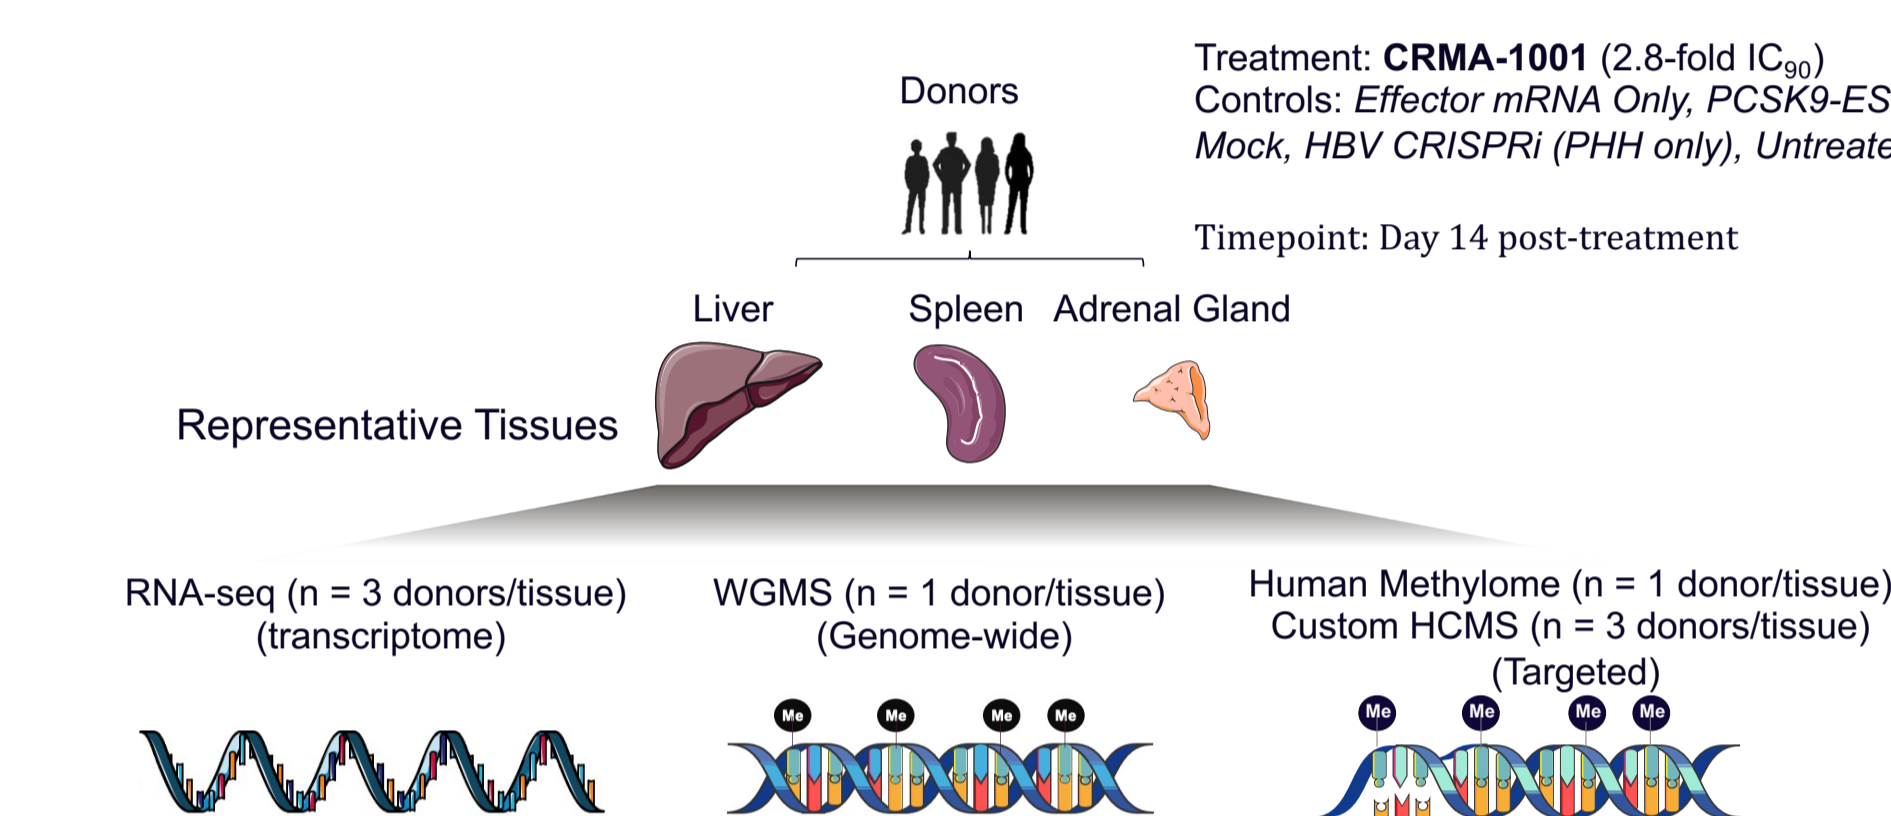 Treatment: CRMA-1001 (2.8-fold IC90)
Controls: Effector mRNA Only, PCSK9-ES
Mock, HBV CRISPRi (PHH only), Untreate
Donors
Timepoint: Day 14 post-treatment
Liver Spleen Adrenal Gland
Representative Tissues
RNA-seq (n = 3 donors/tissue)
(transcriptome)
WGMS (n = 1 donor/tissue)
(Genome-wide)
Human Methylome (n = 1 donor/tissue)
Custom HCMS (n = 3 donors/tissue)
(Targeted)
Me Me Me Me
Me Me Me Me